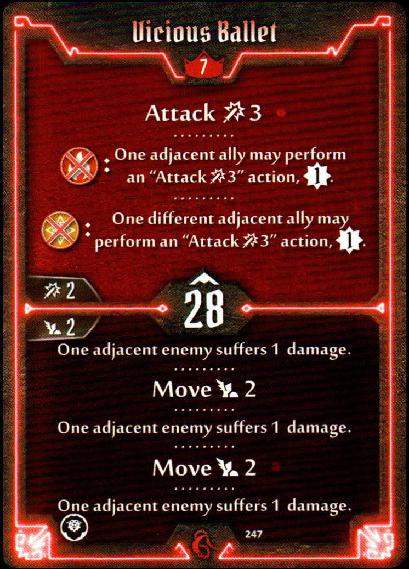 Vicious Ballet
7
Attack 3
: One adjacent ally may perform
an “Attack 3” action, 1.
: One different adjacent ally may
perform an “Attack 3” action, 1.
2
28
2
One adjacent enemy suffers 1 damage.
Move 2
One adjacent enemy suffers 1 damage.
Move 2
One adjacent enemy suffers 1 damage.
247